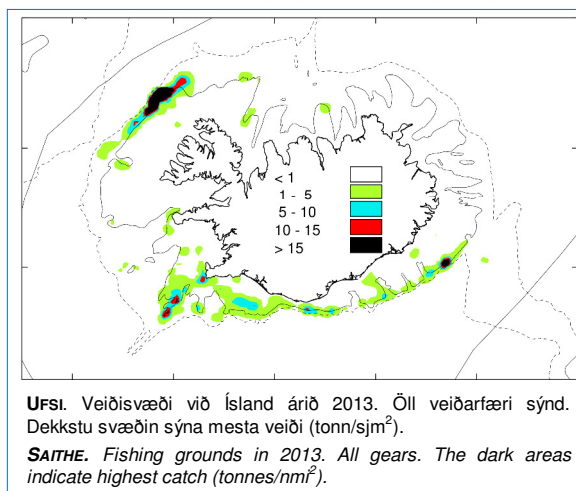 < 1
1 - 5
5 - 10
10 - 15
> 15
UFSI. Veiðisvæði við Ísland árið 2013. Öll veiðarfæri sýnd.
Dekkstu svæðin sýna mesta veiði (tonn/sjm²).
SAITHE. Fishing grounds in 2013. All gears. The dark areas
indicate highest catch (tonnes/nmi²).